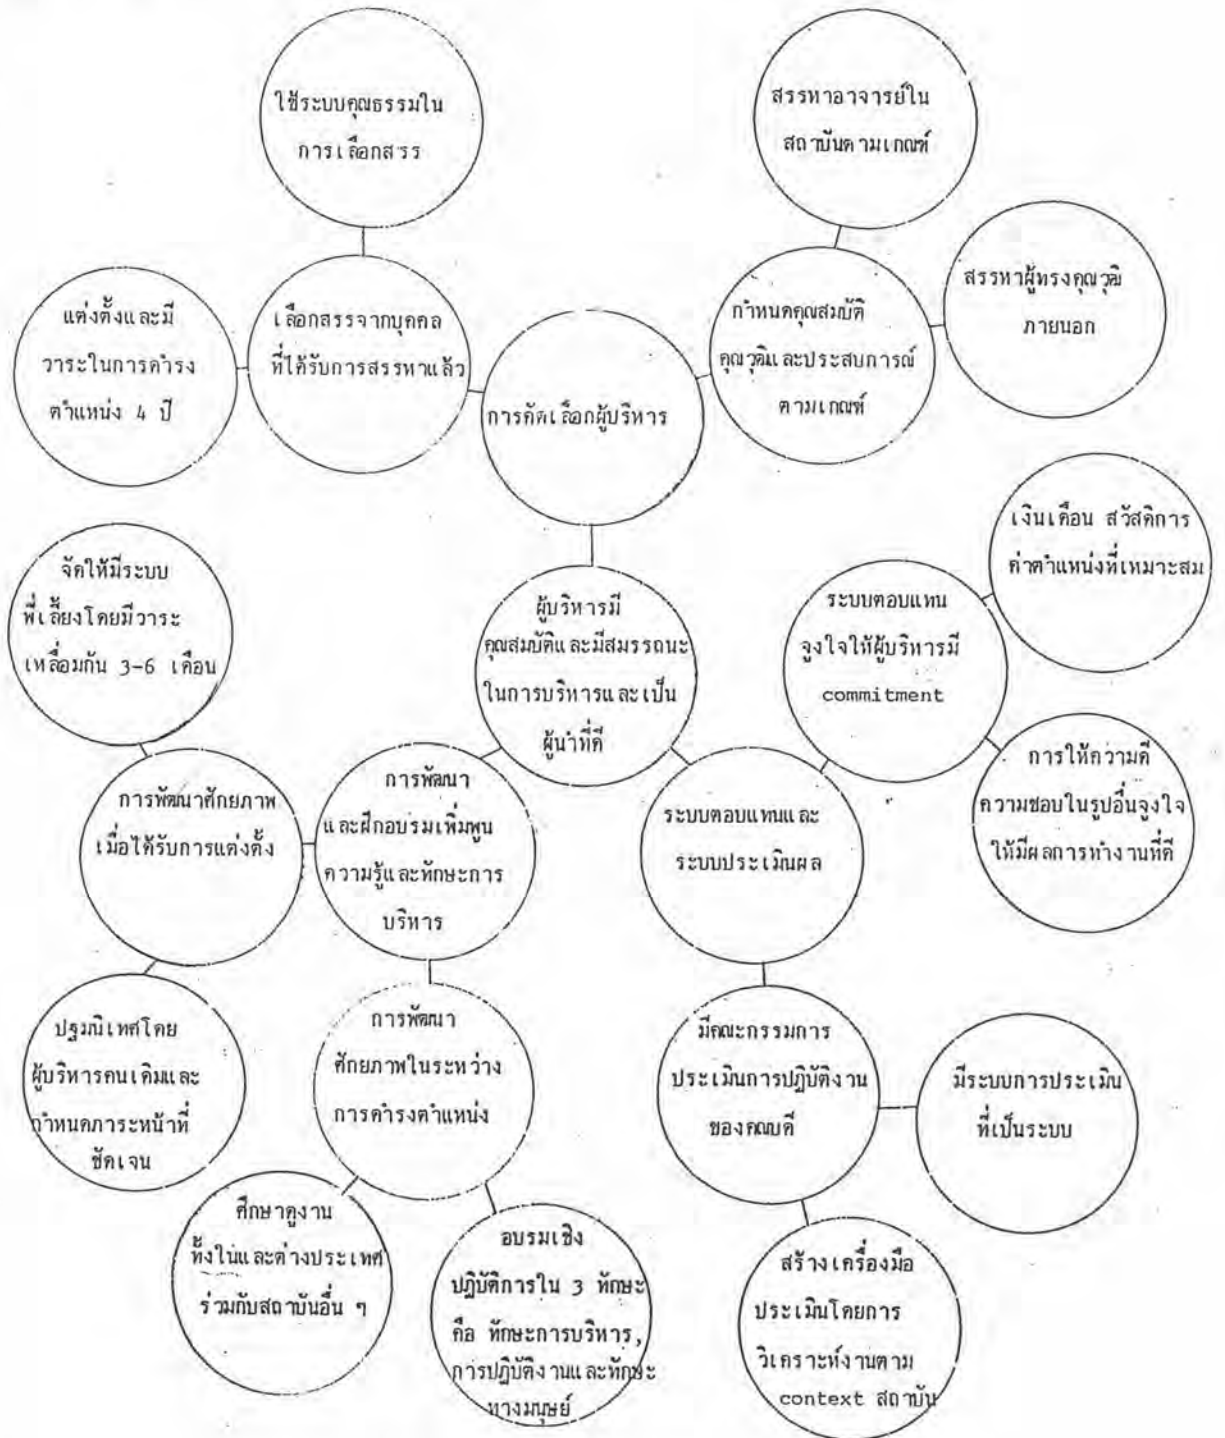 ใช้ระบบคุณธรรมใน
การเลือกสรร
สรรหาอาจารย์ใน
สถาบันตามเกณฑ์
แต่งตั้งและมี
วาระในการดำรง
ตำแหน่ง 4 ปี
เลือกสรรจากบุคคล
ที่ได้รับการสรรหาแล้ว
การคัดเลือกผู้บริหาร
กำหนดคุณสมบัติ
คุณวุฒิและประสบการณ์
ตามเกณฑ์
สรรหาผู้ทรงคุณวุฒิ
ภายนอก
จัดให้มีระบบ
พี่เลี้ยงโดยมีวาระ
เหลื่อมกัน 3-6 เดือน
ผู้บริหารมี
คุณสมบัติและมีสมรรถนะ
ในการบริหารและเป็น
ผู้นำที่ดี
ระบบตอบแทน
จูงใจให้ผู้บริหารมี
commitment
เงินเดือน สวัสดิการ
ค่าตำแหน่งที่เหมาะสม
การพัฒนาศักยภาพ
เมื่อได้รับการแต่งตั้ง
การพัฒนา
และฝึกอบรมเพิ่มพูน
ความรู้และทักษะการ
บริหาร
ระบบตอบแทนและ
ระบบประเมินผล
การให้ความดี
ความชอบในรูปอื่นจูงใจ
ให้มีผลการทำงานที่ดี
ปฐมนิเทศโดย
ผู้บริหารคนเดิมและ
กำหนดภาระหน้าที่
ชัดเจน
การพัฒนา
ศักยภาพในระหว่าง
การดำรงตำแหน่ง
มีคณะกรรมการ
ประเมินการปฏิบัติงาน
ของคณบดี
มีระบบการประเมิน
ที่เป็นระบบ
ศึกษาดูงาน
ทั้งในและต่างประเทศ
ร่วมกับสถาบันอื่น ๆ
อบรมเชิง
ปฏิบัติการใน 3 ทักษะ
คือ ทักษะการบริหาร,
การปฏิบัติงานและทักษะ
ทางมนุษย์
สร้างเครื่องมือ
ประเมินโดยการ
วิเคราะห์งานตาม
context สถาบัน